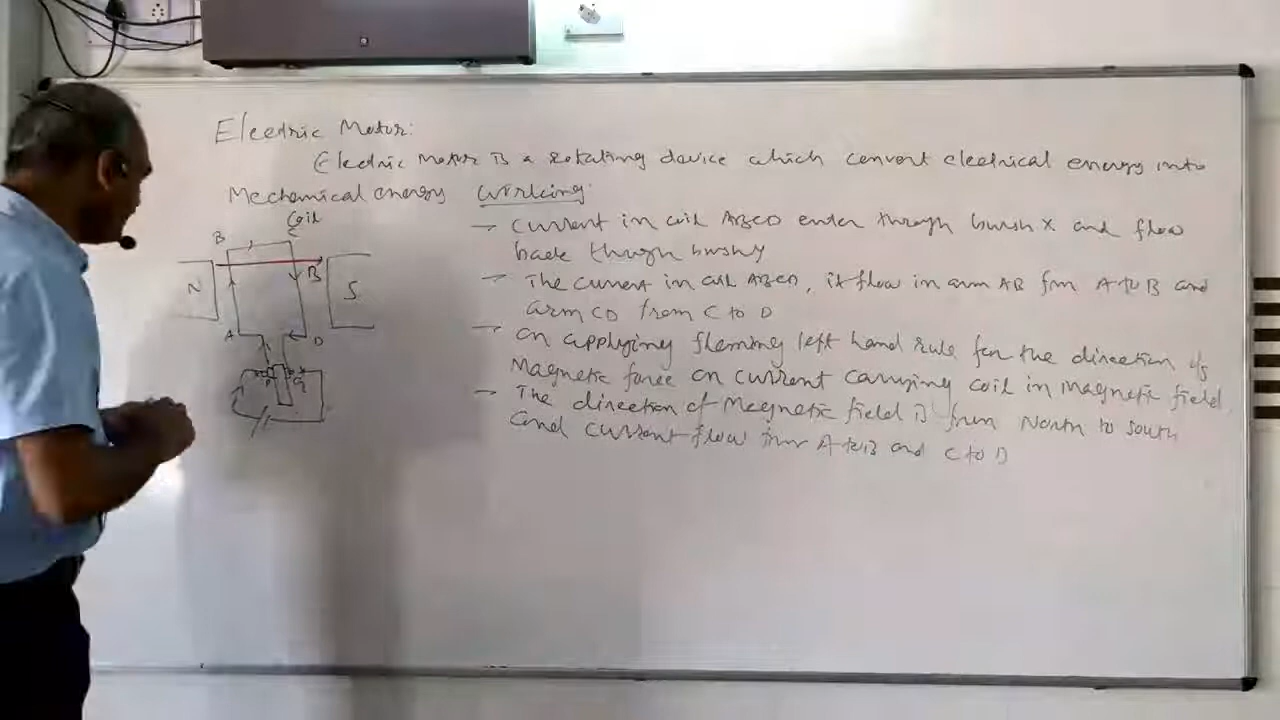 Electric Motor:
Electric Motor is a rotating device which convert electrical energy into
Mechanical energy Working:
→ Current in coil ABCD enter through brush X and flow
back through brush Y
→ The current in coil ABCD, it flow in arm AB from A to B and
arm CD from C to D
→ On applying fleming left hand rule for the direction of
Magnetic force on current carrying coil in magnetic field.
→ The direction of Magnetic field is from North to South
and current flow from A to B and C to D
Coil
B
C
N
B
S
A
D
P
Q